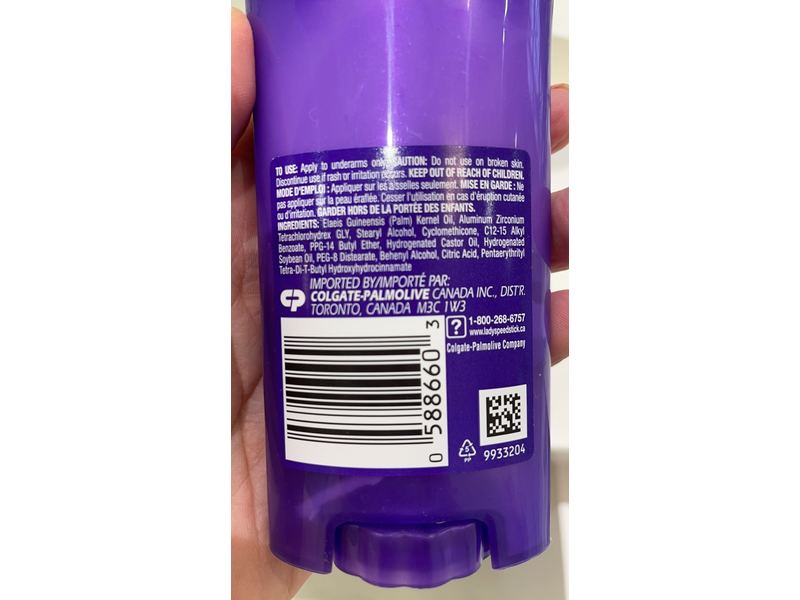 TO USE: Apply to underarms only. CAUTION: Do not use on broken skin.
Discontinue use if rash or irritation occurs. KEEP OUT OF REACH OF CHILDREN.
MODE D'EMPLOI : Appliquer sur les aisselles seulement. MISE EN GARDE : Ne
pas appliquer sur la peau éraflée. Cesser l'utilisation en cas d'éruption cutanée
ou d'irritation. GARDER HORS DE LA PORTÉE DES ENFANTS.
INGREDIENTS: Elaeis Guineensis (Palm) Kernel Oil, Aluminum Zirconium
Tetrachlorohydrex GLY, Stearyl Alcohol, Cyclomethicone, C12-15 Alkyl
Benzoate, PPG-14 Butyl Ether, Hydrogenated Castor Oil, Hydrogenated
Soybean Oil, PEG-8 Distearate, Behenyl Alcohol, Citric Acid, Pentaerythrityl
Tetra-Di-T-Butyl Hydroxyhydrocinnamate
IMPORTED BY/IMPORTÉ PAR:
COLGATE-PALMOLIVE CANADA INC., DIST'R.
TORONTO, CANADA M3C 1W3
CP
? 1-800-268-6757
www.ladyspeedstick.ca
Colgate-Palmolive Company
0 588660 3
5
PP
9933204